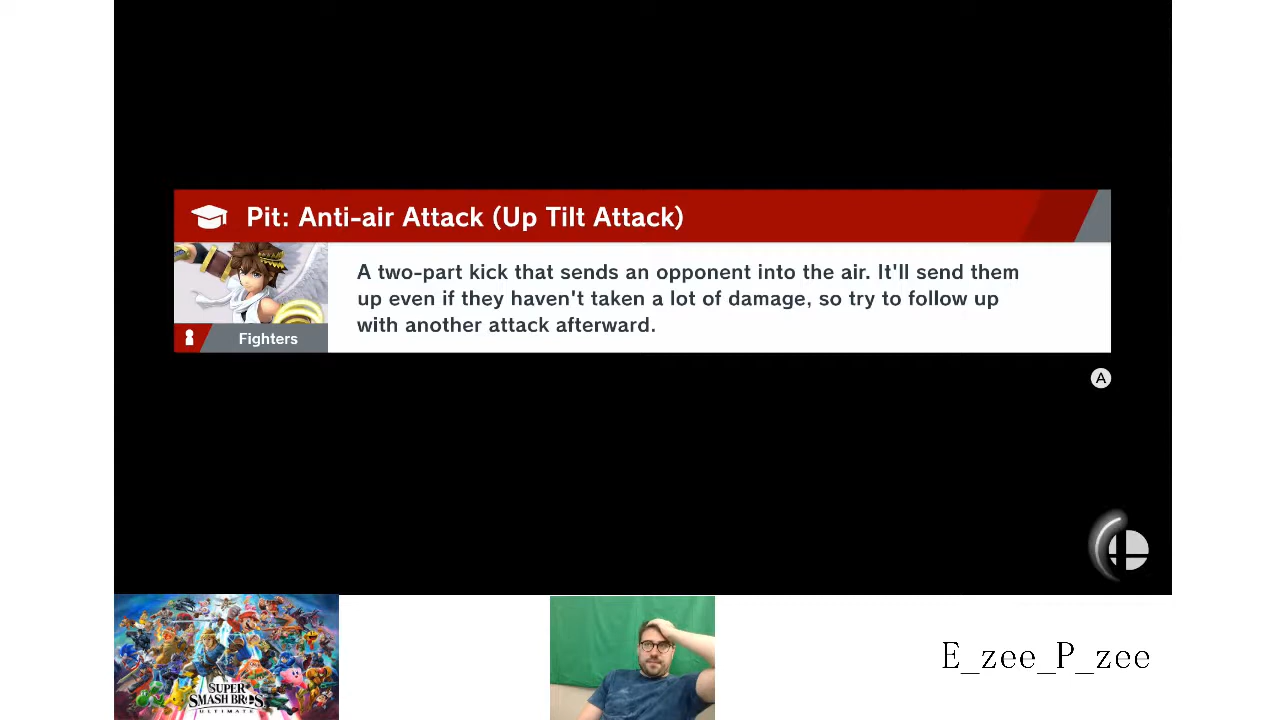 Pit: Anti-air Attack (Up Tilt Attack)
A two-part kick that sends an opponent into the air. It'll send them
up even if they haven't taken a lot of damage, so try to follow up
with another attack afterward.
Fighters
A
SUPER
SMASH BROS.
ULTIMATE
E_zee_P_zee